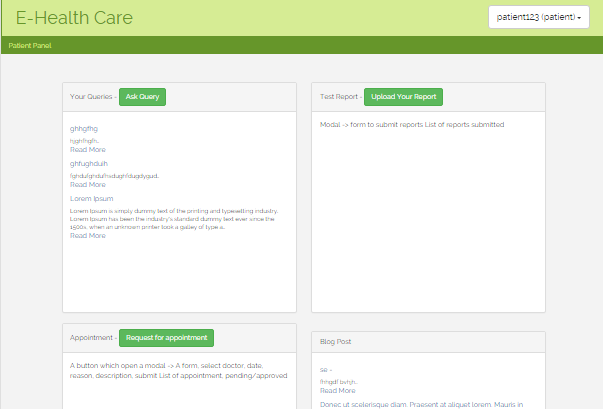 E-Health Care
patient123 (patient)
Patient Panel
Your Queries - Ask Query
ghhgfhg
hjghfhgfh..
Read More
ghfughduih
fghdufghdufhsdughfdugdygud..
Read More
Lorem Ipsum
Lorem Ipsum is simply dummy text of the printing and typesetting industry.
Lorem Ipsum has been the industry's standard dummy text ever since the
1500s, when an unknown printer took a galley of type a..
Read More
Test Report - Upload Your Report
Modal -> form to submit reports List of reports submitted
Appointment - Request for appointment
A button which open a modal -> A form, select doctor, date,
reason, description, submit List of appointment, pending/approved
Blog Post
se -
fhngdf bvhjh..
Read More
Donec ut scelerisque diam. Praesent at aliquet lorem. Mauris in